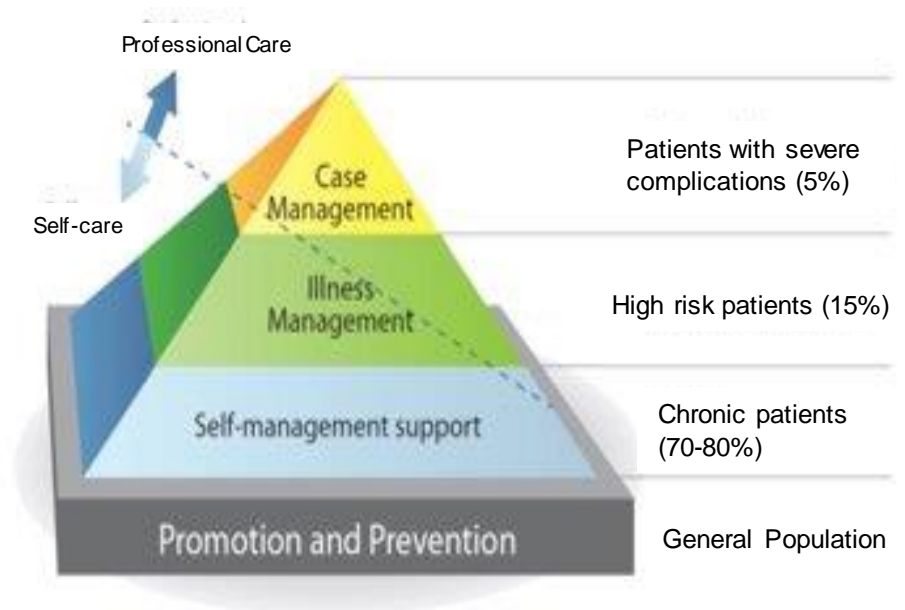 Professional Care
Self-care
Case
Management
Patients with severe
complications (5%)
Illness
Management
High risk patients (15%)
Self-management support
Chronic patients
(70-80%)
Promotion and Prevention
General Population